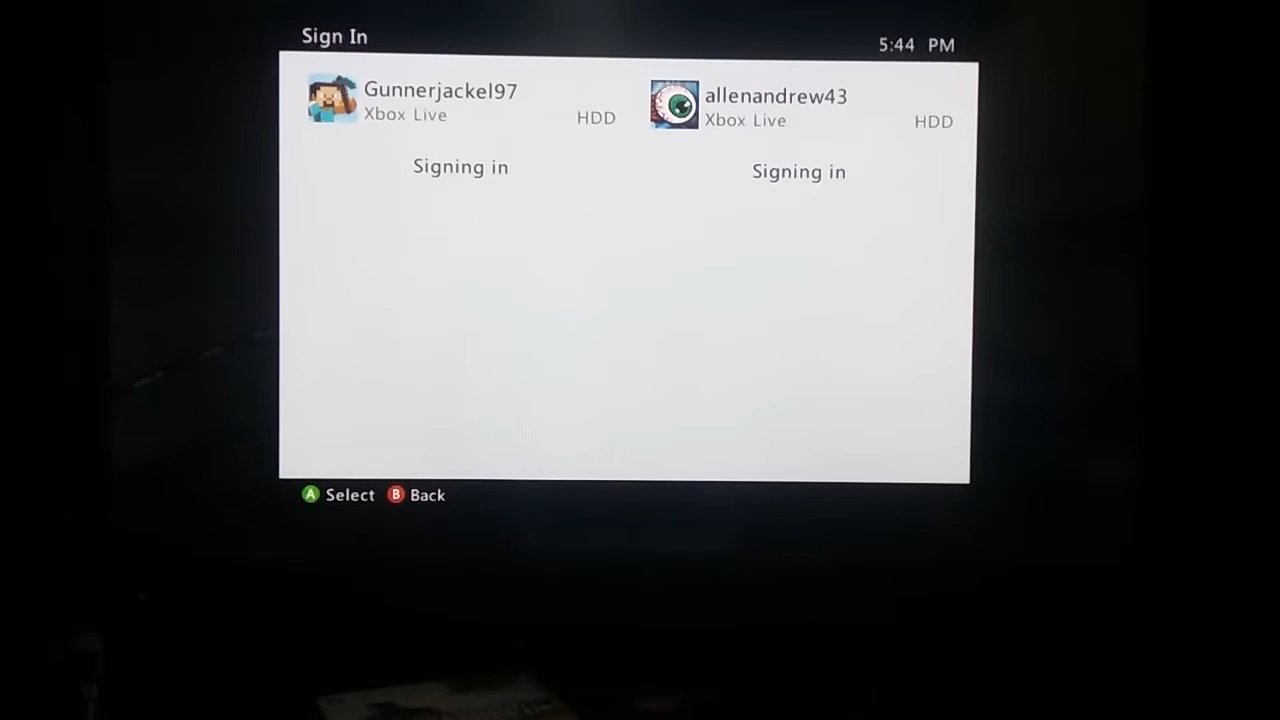 Sign In
5:44 PM
Gunnerjackel97
Xbox Live
HDD
Signing in
allenandrew43
Xbox Live
HDD
Signing in
A Select B Back